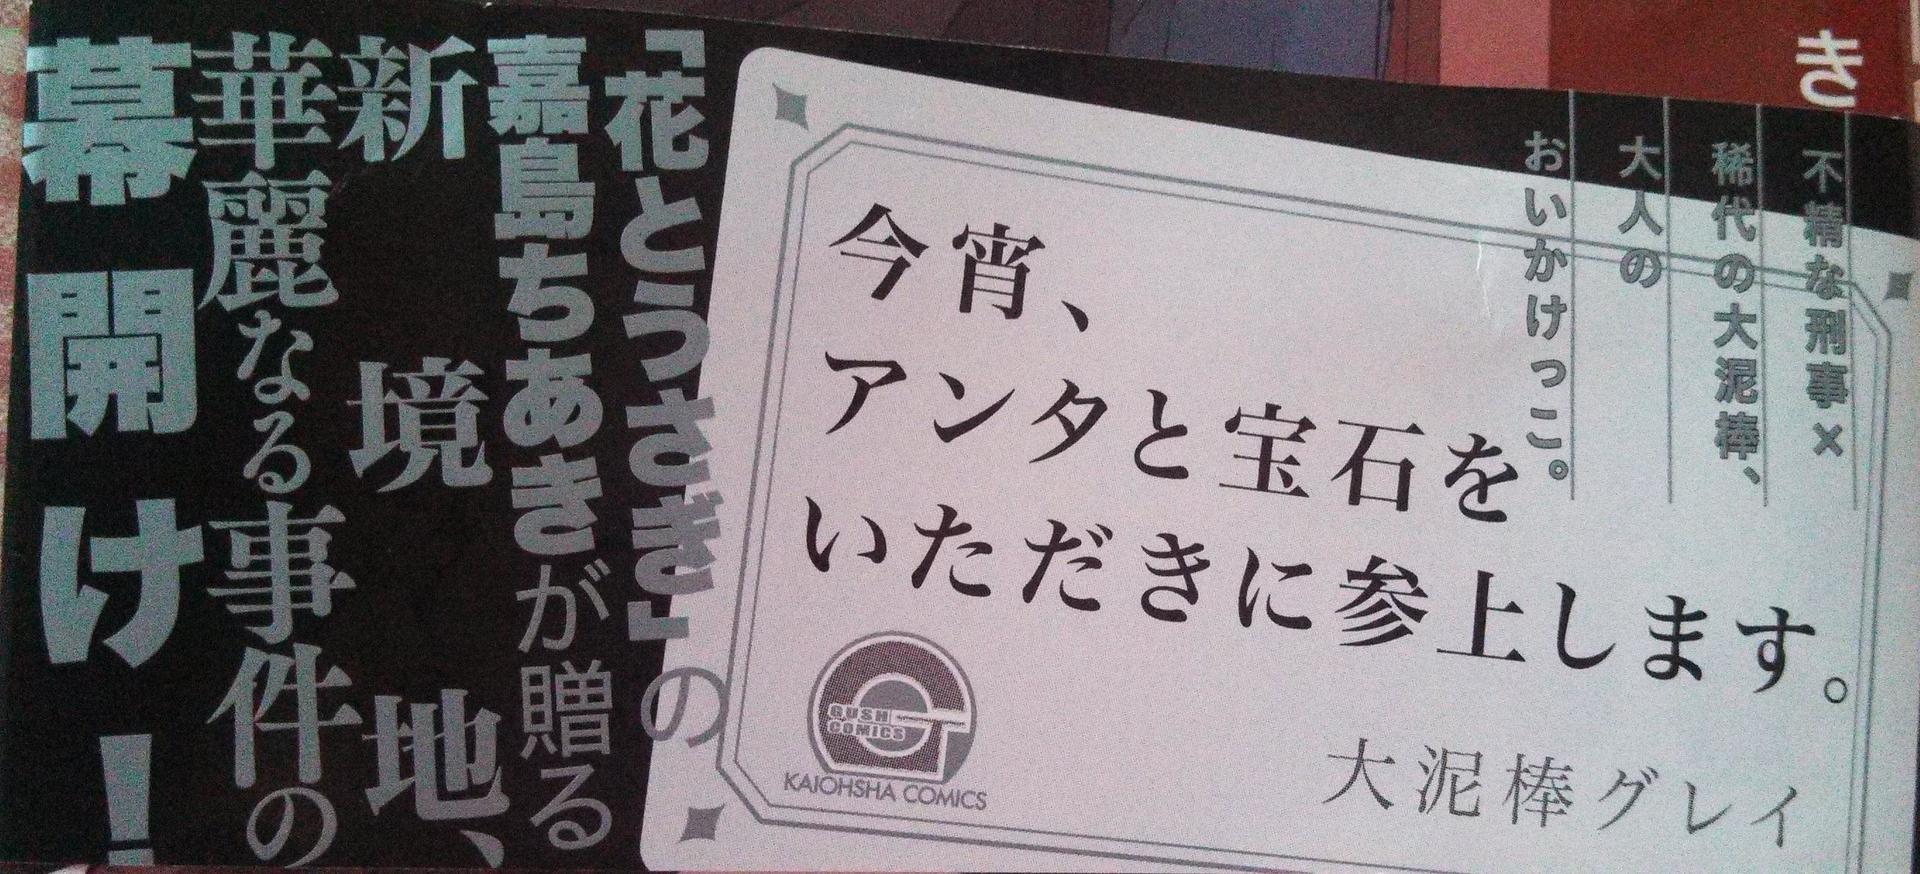 き
不精な刑事×
稀代の大泥棒、
大人の
おいかけっこ。
今宵、
アンタと宝石を
いただきに参上します。
大泥棒グレイ
GUSH
COMICS
KAIOHSHA COMICS
「花とうさぎ」の
嘉島ちあきが贈る
新境地、
華麗なる事件の
幕開け!